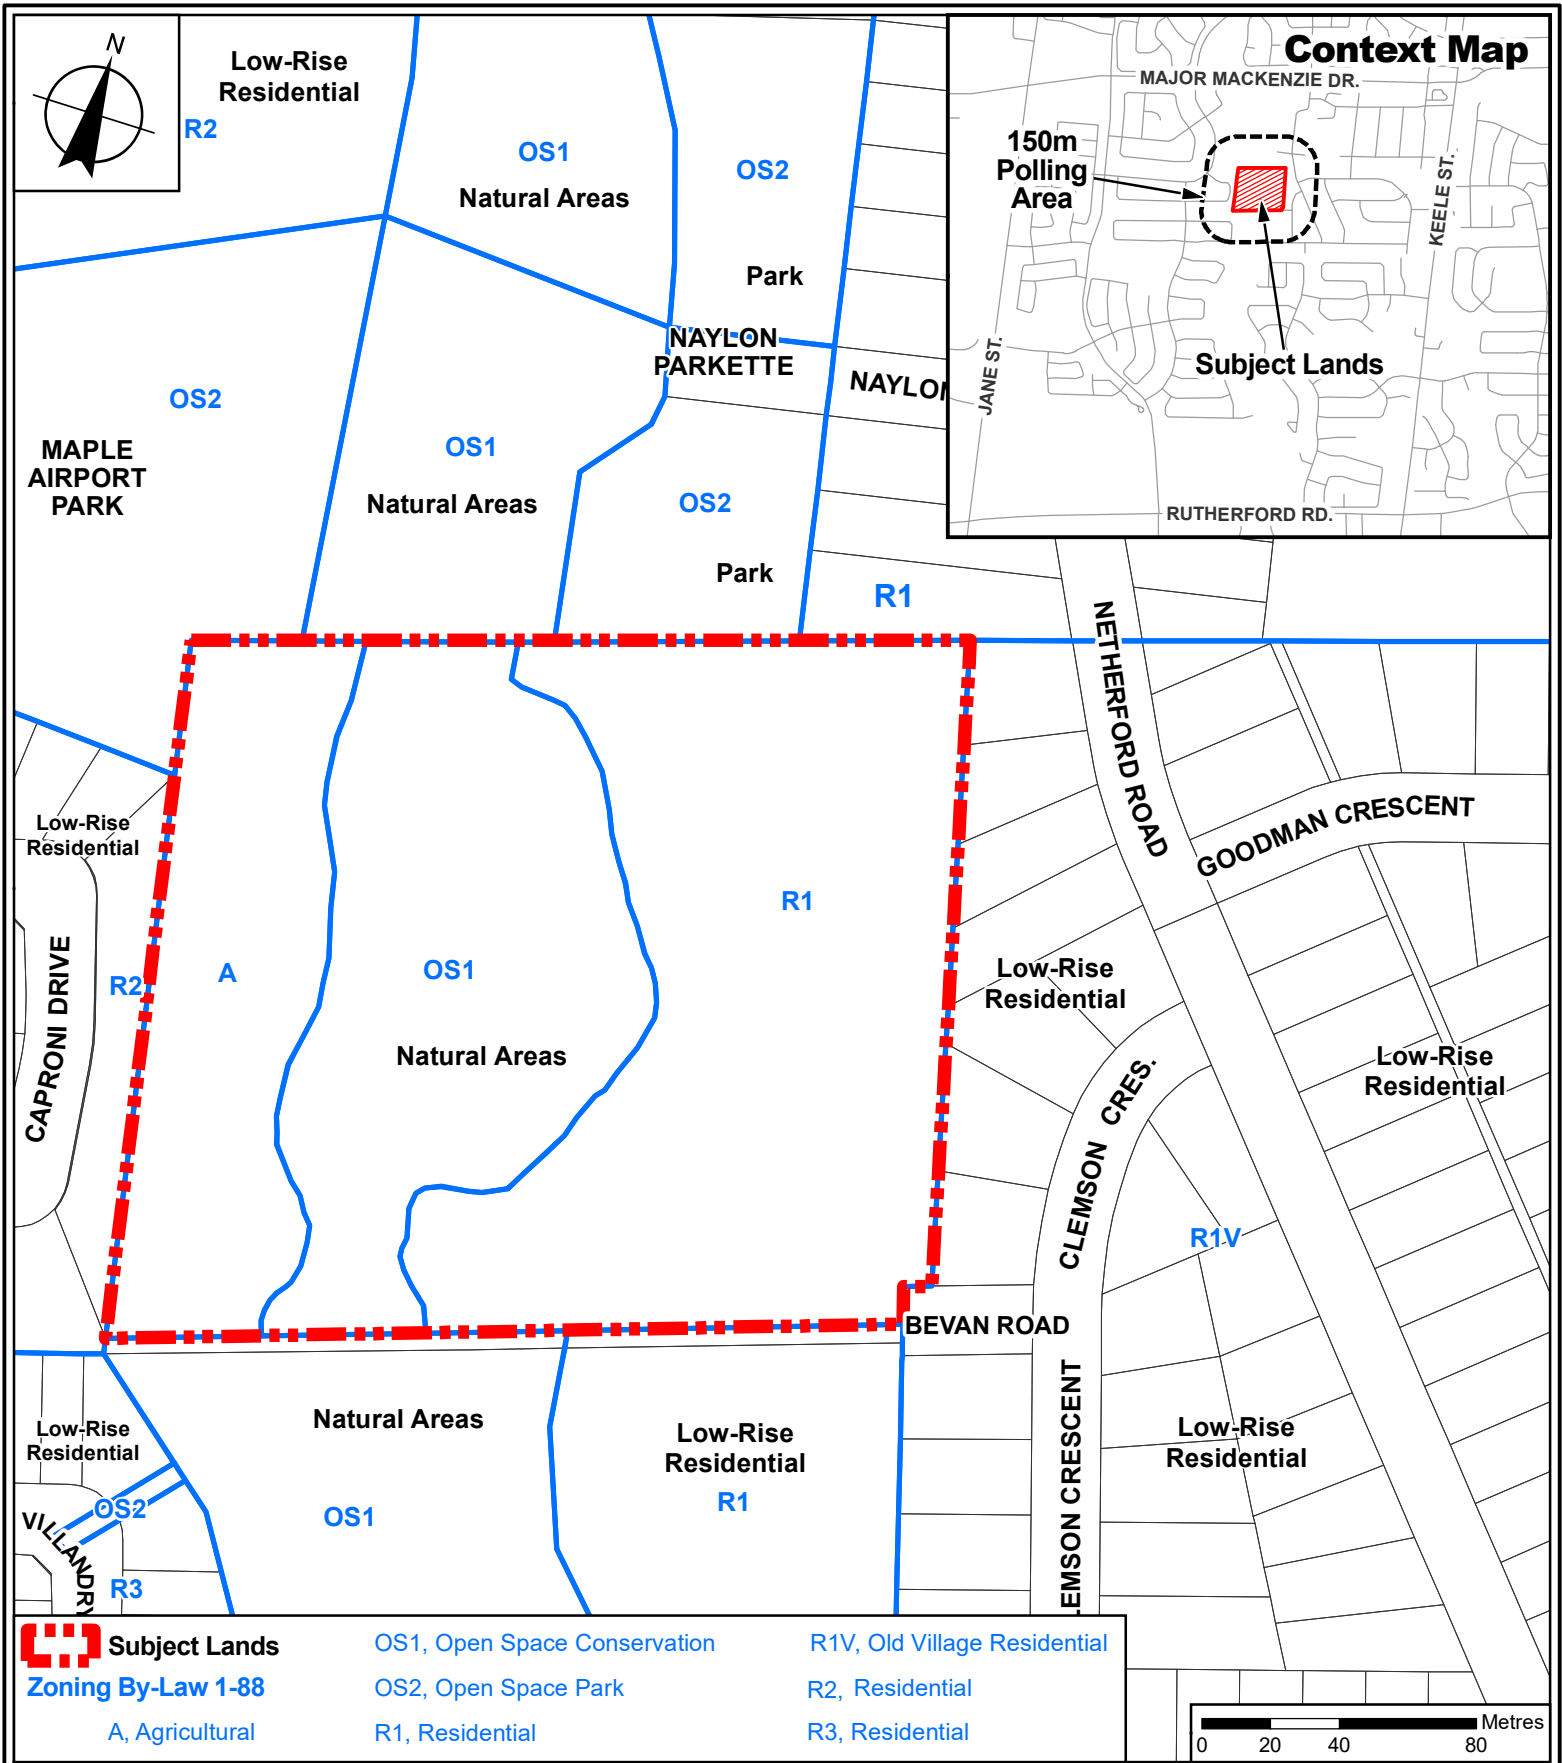 N
Low-Rise
Residential
R2
OS1
Natural Areas
OS2
Park
Context Map
MAJOR MACKENZIE DR.
150m
Polling
Area
KEELE ST.
JANE ST.
Subject Lands
RUTHERFORD RD.
NAYLON
PARKETTE
NAYLON
OS2
MAPLE
AIRPORT
PARK
OS1
Natural Areas
OS2
Park
R1
NETHERFORD ROAD
GOODMAN CRESCENT
Low-Rise
Residential
CAPRONI DRIVE
R2
A
OS1
Natural Areas
R1
Low-Rise
Residential
Low-Rise
Residential
CLEMSON CRES.
R1V
BEVAN ROAD
Low-Rise
Residential
Natural Areas
OS1
Low-Rise
Residential
R1
LEMSON CRESCENT
Low-Rise
Residential
OS2
VILLANDRY
R3
Subject Lands
Zoning By-Law 1-88
A, Agricultural
OS1, Open Space Conservation
OS2, Open Space Park
R1, Residential
R1V, Old Village Residential
R2, Residential
R3, Residential
Metres
0 20 40 80